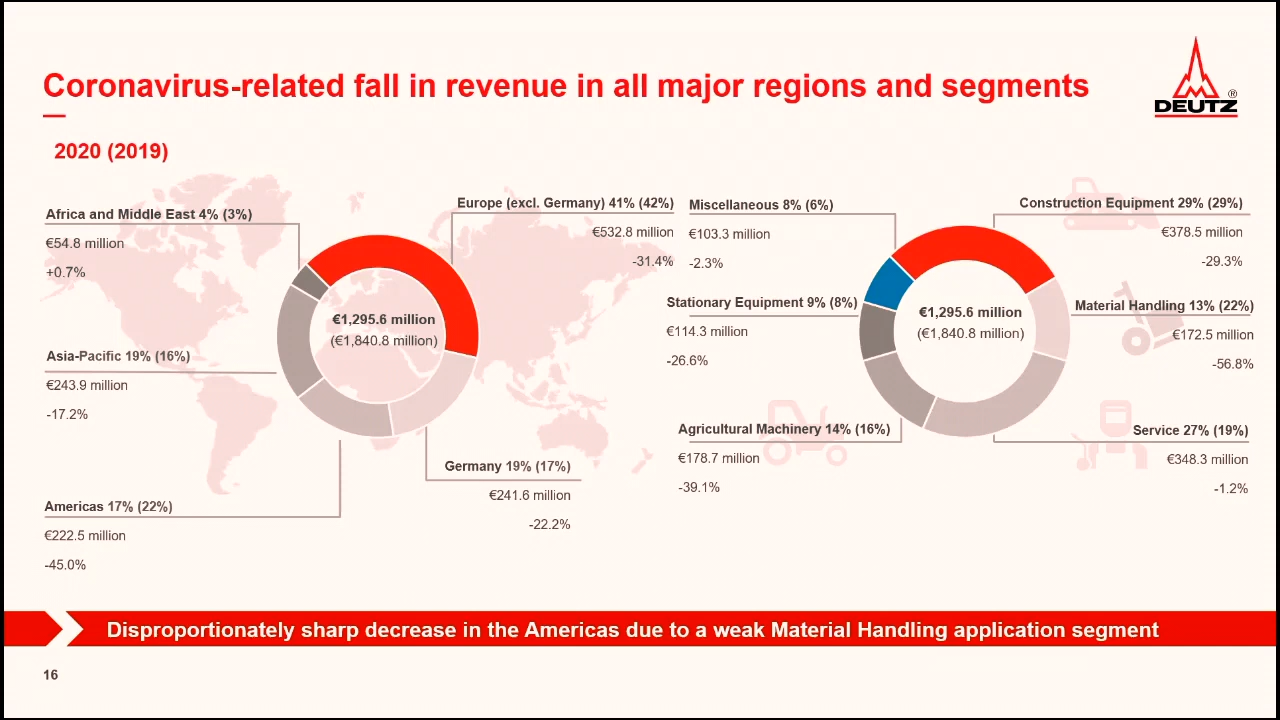 Coronavirus-related fall in revenue in all major regions and segments
DEUTZ®
2020 (2019)
Africa and Middle East 4% (3%)
€54.8 million
+0.7%
Europe (excl. Germany) 41% (42%)
€532.8 million
-31.4%
€1,295.6 million
(€1,840.8 million)
Asia-Pacific 19% (16%)
€243.9 million
-17.2%
Germany 19% (17%)
€241.6 million
-22.2%
Americas 17% (22%)
€222.5 million
-45.0%
Miscellaneous 8% (6%)
€103.3 million
-2.3%
Construction Equipment 29% (29%)
€378.5 million
-29.3%
Stationary Equipment 9% (8%)
€114.3 million
-26.6%
€1,295.6 million
(€1,840.8 million)
Material Handling 13% (22%)
€172.5 million
-56.8%
Agricultural Machinery 14% (16%)
€178.7 million
-39.1%
Service 27% (19%)
€348.3 million
-1.2%
Disproportionately sharp decrease in the Americas due to a weak Material Handling application segment
16